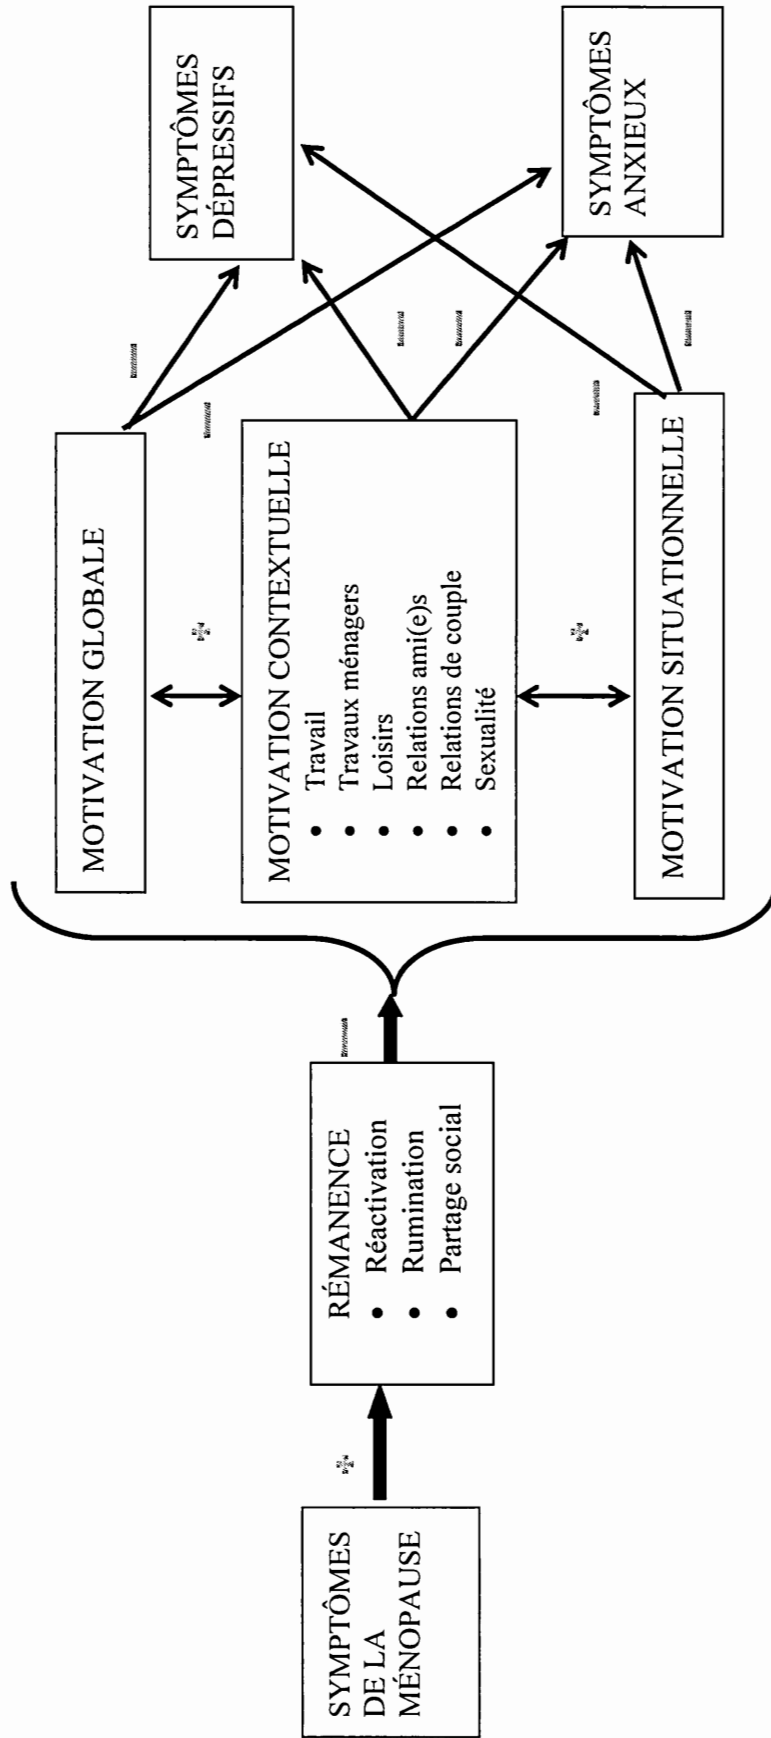 SYMPTÔMES
DE LA
MÉNOPAUSE
RÉMANENCE
• Réactivation
• Rumination
• Partage social
MOTIVATION GLOBALE
MOTIVATION CONTEXTUELLE
• Travail
• Travaux ménagers
• Loisirs
• Relations ami(e)s
• Relations de couple
• Sexualité
MOTIVATION SITUATIONNELLE
SYMPTÔMES
DÉPRESSIFS
SYMPTÔMES
ANXIEUX